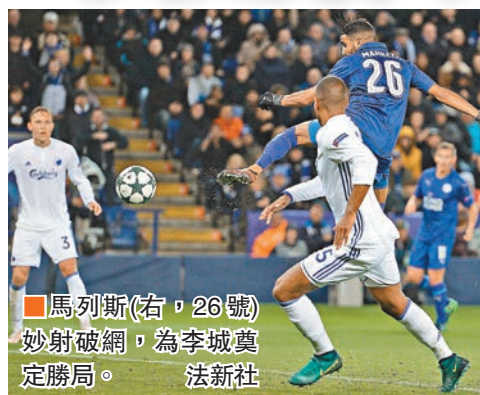 MAHREZ
26
Carlsberg
3
5
■馬列斯(右，26號)
妙射破網，為李城奠
定勝局。 法新社